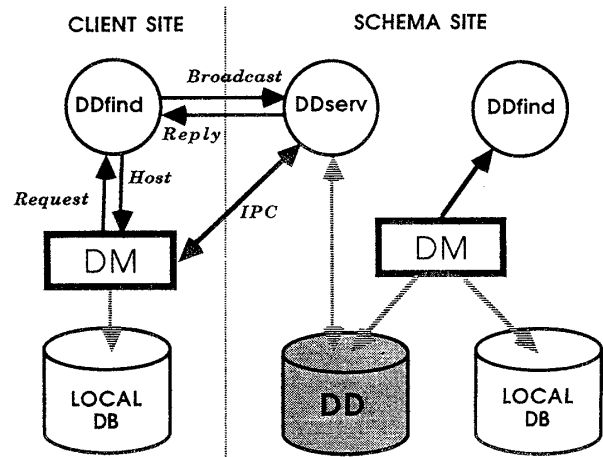 CLIENT SITE
SCHEMA SITE
Broadcast
DDfind
DDserv
DDfind
Reply
Request
Host
IPC
DM
DM
LOCAL
DB
DD
LOCAL
DB